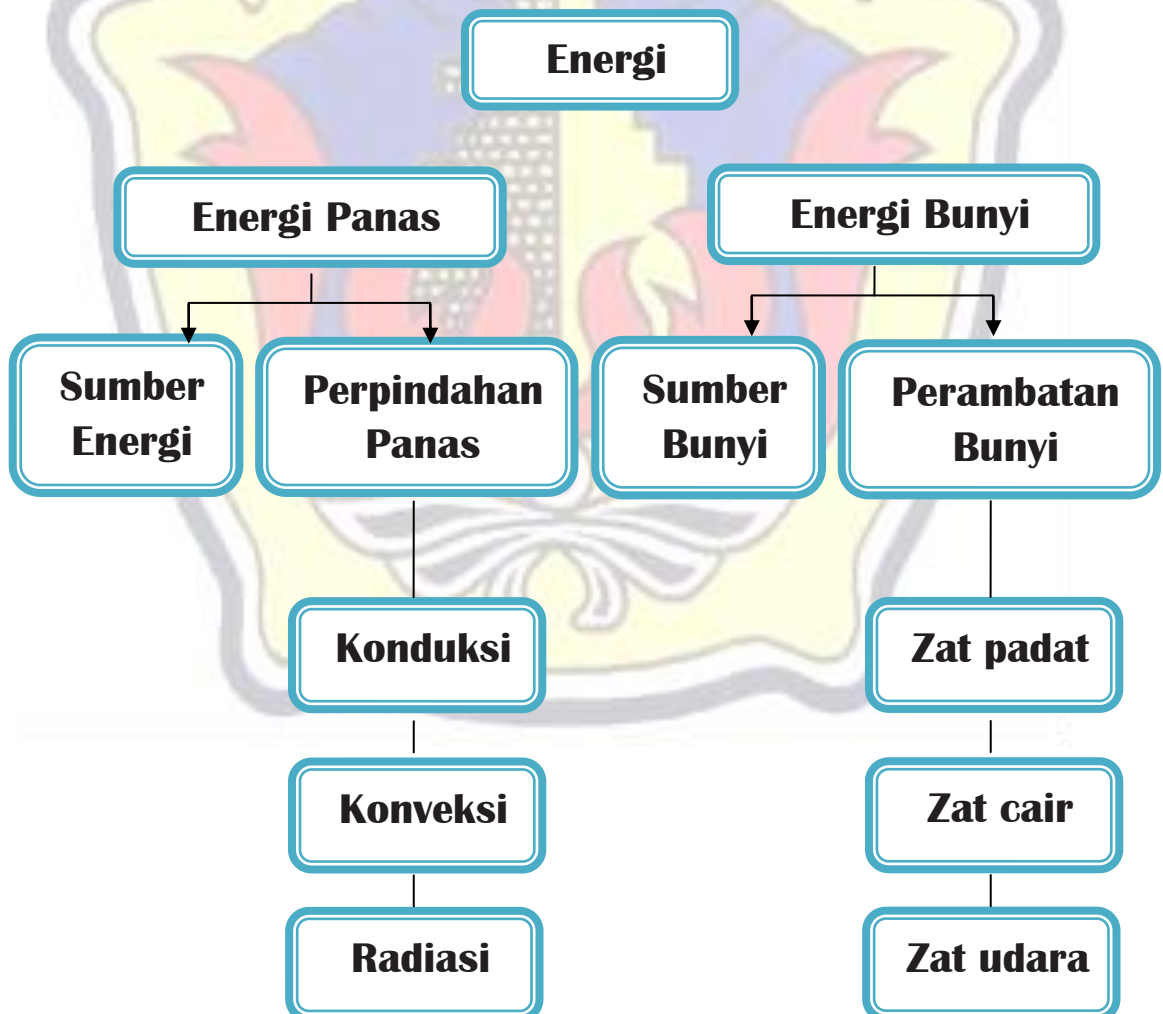 Energi
Energi Panas
Energi Bunyi
Sumber
Energi
Perpindahan
Panas
Sumber
Bunyi
Perambatan
Bunyi
Konduksi
Zat padat
Konveksi
Zat cair
Radiasi
Zat udara